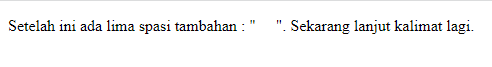 Setelah ini ada lima spasi tambahan : "     ". Sekarang lanjut kalimat lagi.